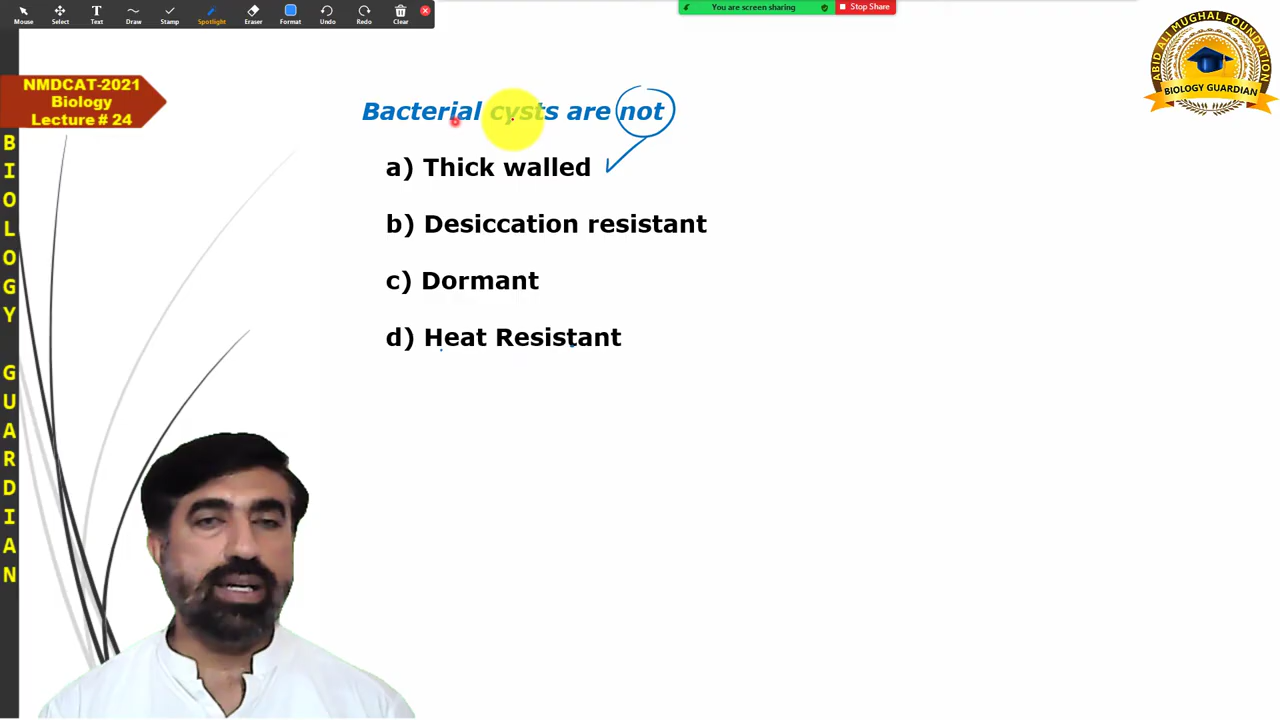 Mouse Select Text Draw Stamp Spotlight Eraser Format Undo Redo Clear
You are screen sharing Stop Share
ABID ALI MUGHAL FOUNDATION
BIOLOGY GUARDIAN
NMDCAT-2021
Biology
Lecture # 24
BIOLOGY GUARDIAN
Bacterial cysts are not
a) Thick walled
b) Desiccation resistant
c) Dormant
d) Heat Resistant